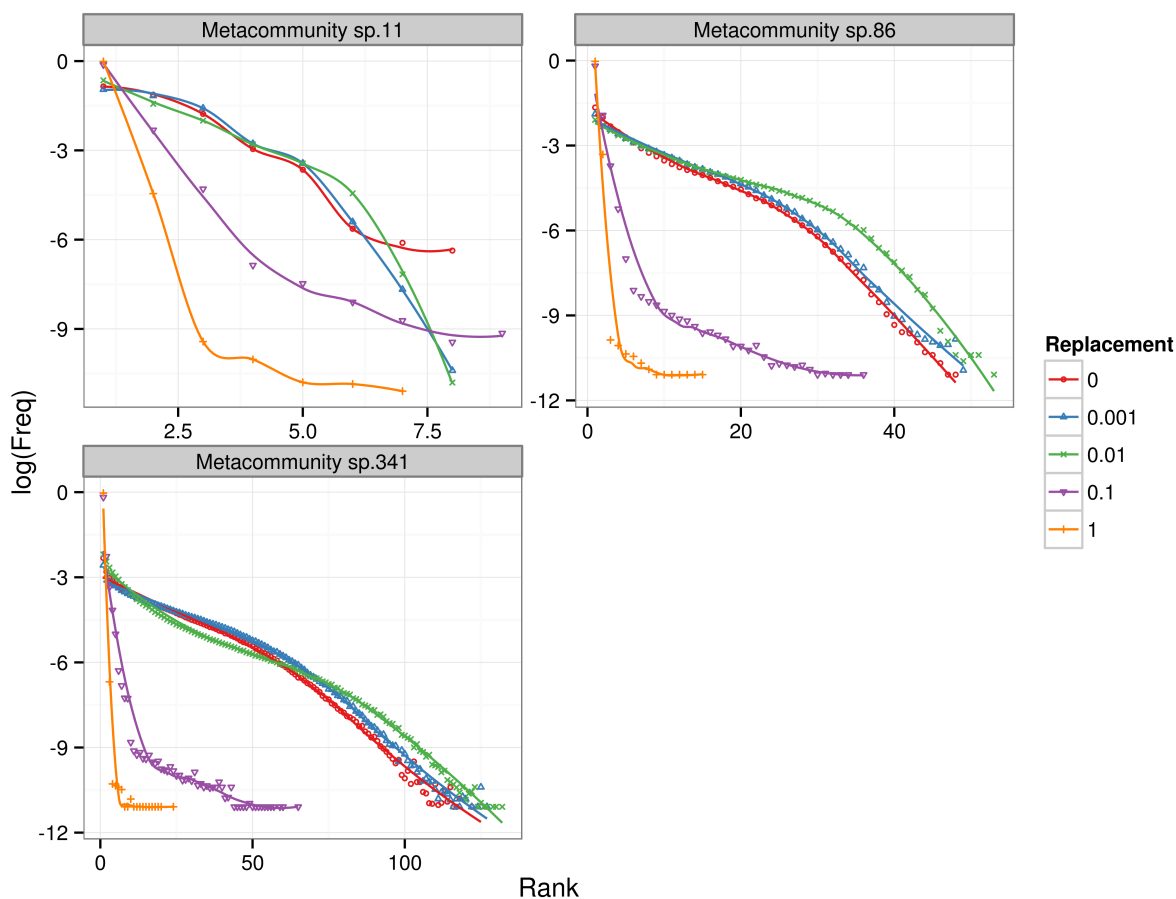 Metacommunity sp.11
0
-3
-6
-9
2.5 5.0 7.5
Metacommunity sp.86
0
-3
-6
-9
-12
0 20 40
Metacommunity sp.341
0
-3
-6
-9
-12
0 50 100
log(Freq)
Rank
Replacement
0
0.001
0.01
0.1
1